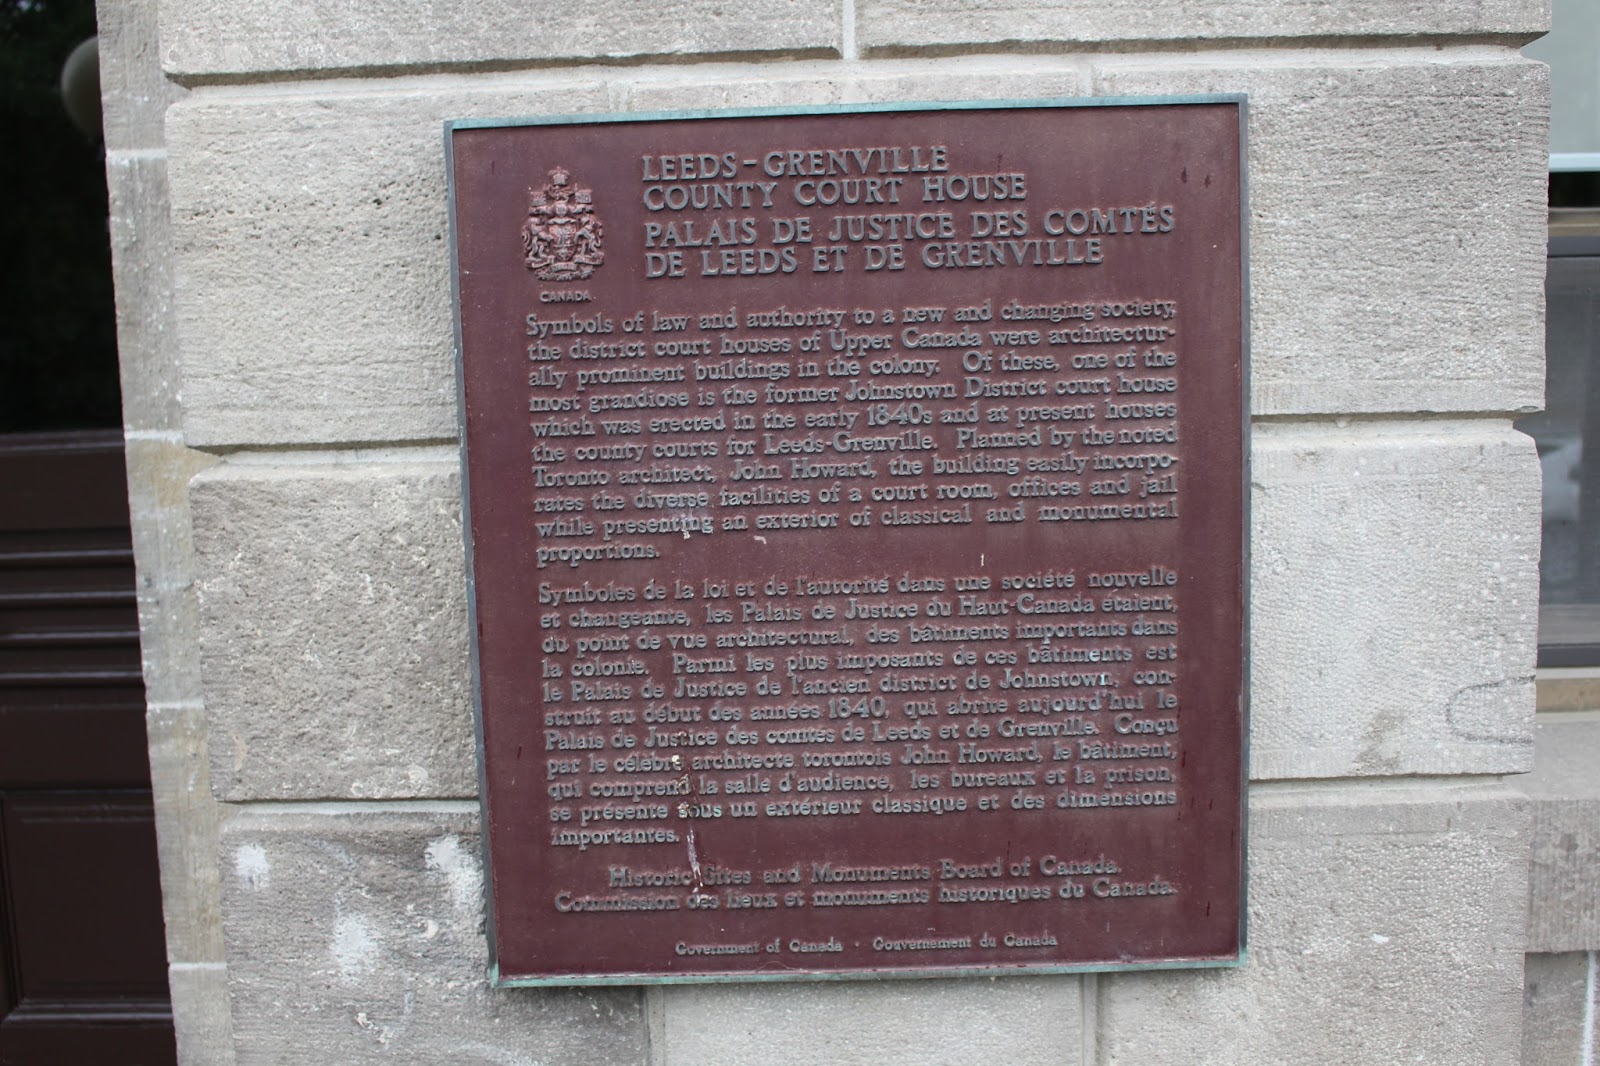 LEEDS-GRENVILLE
COUNTY COURT HOUSE
PALAIS DE JUSTICE DES COMTÉS
DE LEEDS ET DE GRENVILLE
CANADA
Symbols of law and authority to a new and changing society,
the district court houses of Upper Canada were architectur-
ally prominent buildings in the colony. Of these, one of the
most grandiose is the former Johnstown District court house
which was erected in the early 1840s and at present houses
the county courts for Leeds-Grenville. Planned by the noted
Toronto architect, John Howard, the building easily incorpo-
rates the diverse facilities of a court room, offices and jail
while presenting an exterior of classical and monumental
proportions.
Symboles de la loi et de l'autorité dans une société nouvelle
et changeante, les Palais de Justice du Haut-Canada étaient,
du point de vue architectural, des bâtiments importants dans
la colonie. Parmi les plus imposants de ces bâtiments est
le Palais de Justice de l'ancien district de Johnstown, con-
struit au début des années 1840, qui abrite aujourd'hui le
Palais de Justice des comtés de Leeds et de Grenville. Conçu
par le célèbre architecte torontois John Howard, le bâtiment,
qui comprend la salle d'audience, les bureaux et la prison,
se présente sous un extérieur classique et des dimensions
importantes.
Historic Sites and Monuments Board of Canada.
Commission des lieux et monuments historiques du Canada.
Government of Canada · Gouvernement du Canada